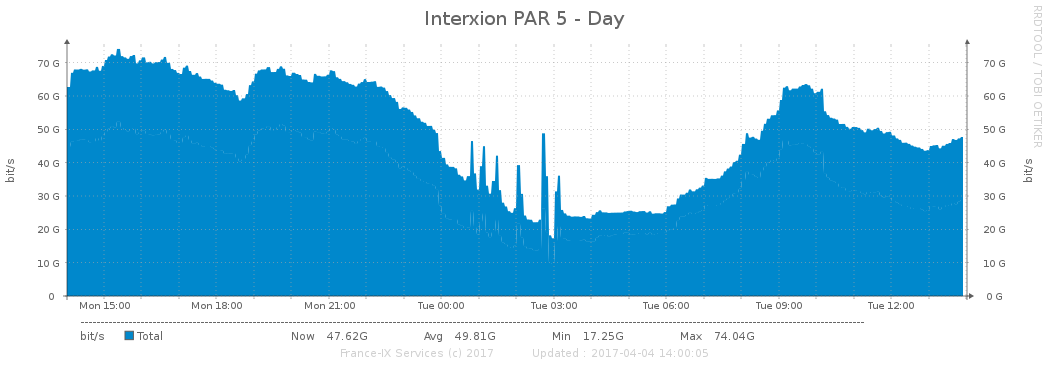 Interxion PAR 5 - Day
RRDTOOL / TOBI OETIKER
bit/s
70 G
60 G
50 G
40 G
30 G
20 G
10 G
0
70 G
60 G
50 G
40 G
30 G
20 G
10 G
0 G
bit/s
Mon 15:00 Mon 18:00 Mon 21:00 Tue 00:00 Tue 03:00 Tue 06:00 Tue 09:00 Tue 12:00
bit/s Total Now 47.62G Avg 49.81G Min 17.25G Max 74.04G
France-IX Services (c) 2017 Updated : 2017-04-04 14:00:05